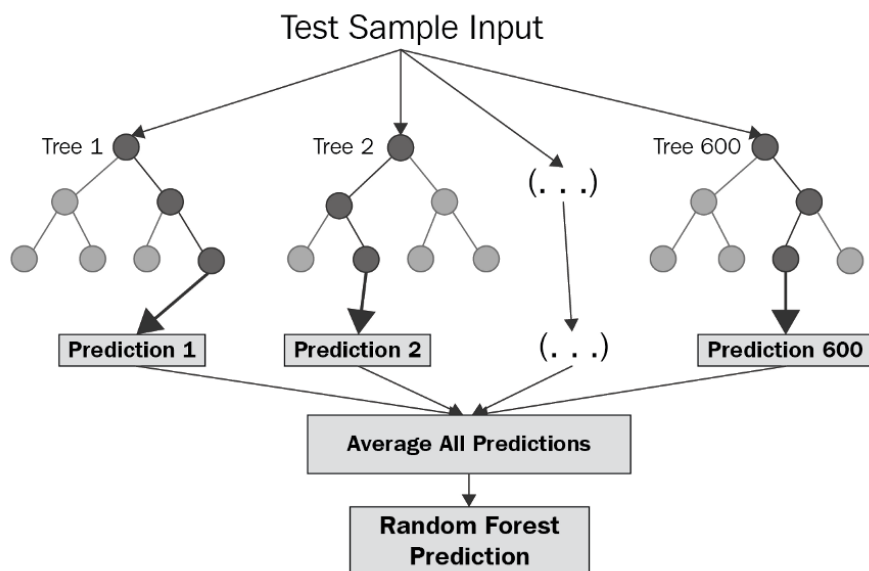 Test Sample Input
Tree 1
Tree 2
Tree 600
(. . .)
Prediction 1
Prediction 2
(. . .)
Prediction 600
Average All Predictions
Random Forest
Prediction